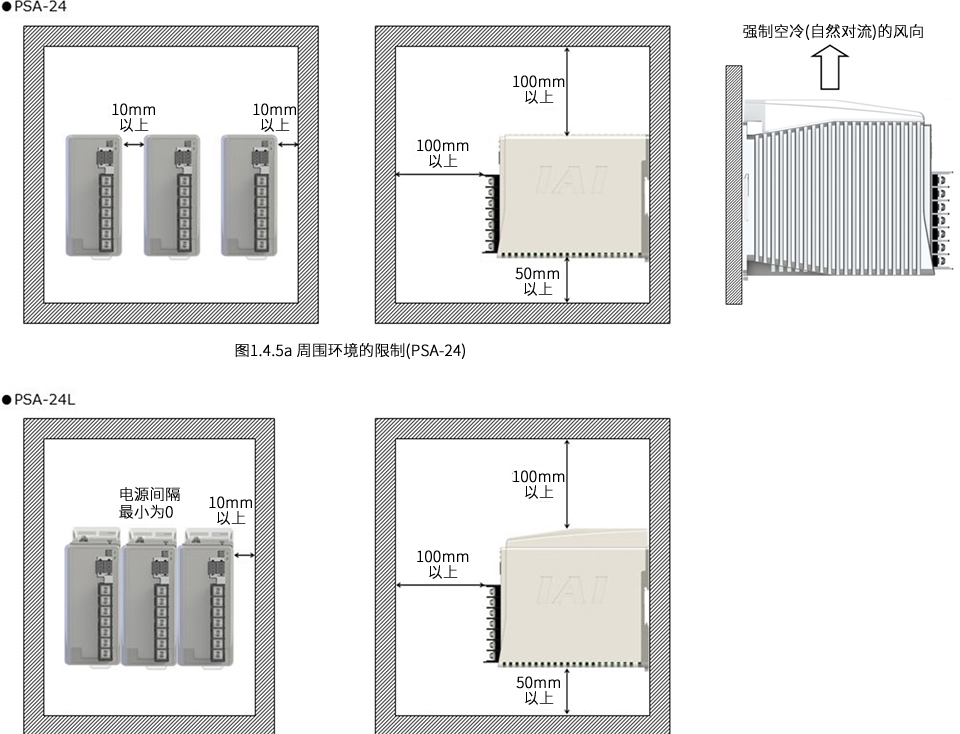 ●PSA-24
强制空冷(自然对流)的风向
10mm
以上
10mm
以上
100mm
以上
100mm
以上
IAI
50mm
以上
图1.4.5a 周围环境的限制(PSA-24)
●PSA-24L
电源间隔
最小为0
10mm
以上
100mm
以上
100mm
以上
IAI
50mm
以上